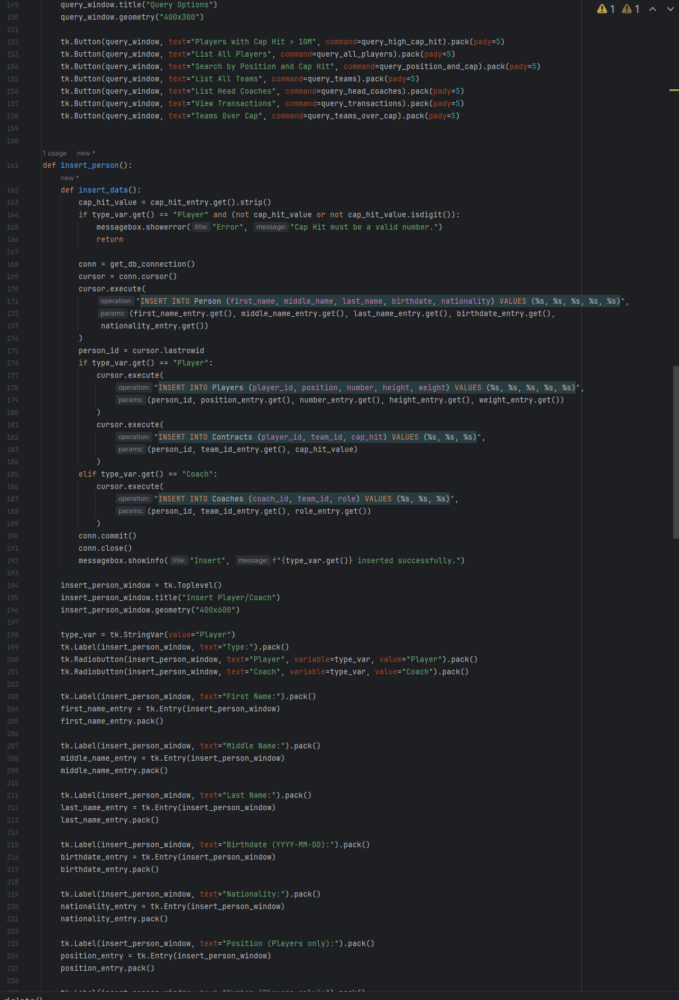 149 query_window.title("Query Options")
150 query_window.geometry("400x300")
151
152 tk.Button(query_window, text="Players with Cap Hit > 10M", command=query_high_cap_hit).pack(pady=5)
153 tk.Button(query_window, text="List All Players", command=query_all_players).pack(pady=5)
154 tk.Button(query_window, text="Search by Position and Cap Hit", command=query_position_and_cap).pack(pady=5)
155 tk.Button(query_window, text="List All Teams", command=query_teams).pack(pady=5)
156 tk.Button(query_window, text="List Head Coaches", command=query_head_coaches).pack(pady=5)
157 tk.Button(query_window, text="View Transactions", command=query_transactions).pack(pady=5)
158 tk.Button(query_window, text="Teams Over Cap", command=query_teams_over_cap).pack(pady=5)
159
160
1 usage new *
161 def insert_person():
new *
162 def insert_data():
163 cap_hit_value = cap_hit_entry.get().strip()
164 if type_var.get() == "Player" and (not cap_hit_value or not cap_hit_value.isdigit()):
165 messagebox.showerror( title: "Error", message: "Cap Hit must be a valid number.")
166 return
167
168 conn = get_db_connection()
169 cursor = conn.cursor()
170 cursor.execute(
171 operation: "INSERT INTO Person (first_name, middle_name, last_name, birthdate, nationality) VALUES (%s, %s, %s, %s, %s)",
172 params: (first_name_entry.get(), middle_name_entry.get(), last_name_entry.get(), birthdate_entry.get(),
173 nationality_entry.get())
174 )
175 person_id = cursor.lastrowid
176 if type_var.get() == "Player":
177 cursor.execute(
178 operation: "INSERT INTO Players (player_id, position, number, height, weight) VALUES (%s, %s, %s, %s, %s)",
179 params: (person_id, position_entry.get(), number_entry.get(), height_entry.get(), weight_entry.get())
180 )
181 cursor.execute(
182 operation: "INSERT INTO Contracts (player_id, team_id, cap_hit) VALUES (%s, %s, %s)",
183 params: (person_id, team_id_entry.get(), cap_hit_value)
184 )
185 elif type_var.get() == "Coach":
186 cursor.execute(
187 operation: "INSERT INTO Coaches (coach_id, team_id, role) VALUES (%s, %s, %s)",
188 params: (person_id, team_id_entry.get(), role_entry.get())
189 )
190 conn.commit()
191 conn.close()
192 messagebox.showinfo( title: "Insert", message: f"{type_var.get()} inserted successfully.")
193
194 insert_person_window = tk.Toplevel()
195 insert_person_window.title("Insert Player/Coach")
196 insert_person_window.geometry("400x600")
197
198 type_var = tk.StringVar(value="Player")
199 tk.Label(insert_person_window, text="Type:").pack()
200 tk.Radiobutton(insert_person_window, text="Player", variable=type_var, value="Player").pack()
201 tk.Radiobutton(insert_person_window, text="Coach", variable=type_var, value="Coach").pack()
202
203 tk.Label(insert_person_window, text="First Name:").pack()
204 first_name_entry = tk.Entry(insert_person_window)
205 first_name_entry.pack()
206
207 tk.Label(insert_person_window, text="Middle Name:").pack()
208 middle_name_entry = tk.Entry(insert_person_window)
209 middle_name_entry.pack()
210
211 tk.Label(insert_person_window, text="Last Name:").pack()
212 last_name_entry = tk.Entry(insert_person_window)
213 last_name_entry.pack()
214
215 tk.Label(insert_person_window, text="Birthdate (YYYY-MM-DD):").pack()
216 birthdate_entry = tk.Entry(insert_person_window)
217 birthdate_entry.pack()
218
219 tk.Label(insert_person_window, text="Nationality:").pack()
220 nationality_entry = tk.Entry(insert_person_window)
221 nationality_entry.pack()
222
223 tk.Label(insert_person_window, text="Position (Players only):").pack()
224 position_entry = tk.Entry(insert_person_window)
225 position_entry.pack()
226
1 1